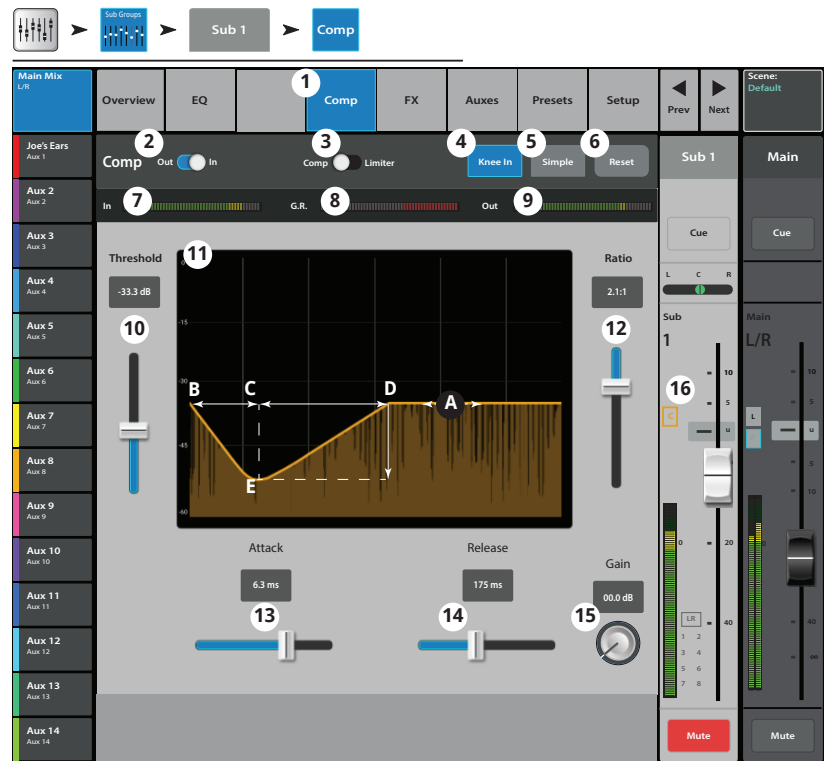 Sub Groups
Sub 1
Comp
Main Mix
L/R
Overview
EQ
1
Comp
FX
Auxes
Presets
Setup
Prev
Next
Scene:
Default
Joe's Ears
Aux 1
Aux 2
Aux 2
Aux 3
Aux 3
Aux 4
Aux 4
Aux 5
Aux 5
Aux 6
Aux 6
Aux 7
Aux 7
Aux 8
Aux 8
Aux 9
Aux 9
Aux 10
Aux 10
Aux 11
Aux 11
Aux 12
Aux 12
Aux 13
Aux 13
Aux 14
Aux 14
Comp
2
Out
In
3
Comp
Limiter
4
Knee In
5
Simple
6
Reset
In
7
G.R.
8
Out
9
Threshold
-33.3 dB
10
11
0
-15
-30
-45
-60
B
C
D
A
E
Ratio
2.1:1
12
Attack
6.3 ms
13
Release
175 ms
14
Gain
00.0 dB
15
Sub 1
Cue
L C R
Sub
1
16
C
10
5
u
5
10
0
20
LR
40
1 2
3 4
5 6
7 8
Mute
Main
Cue
Main
L/R
L
10
5
u
5
10
0
20
40
∞
Mute